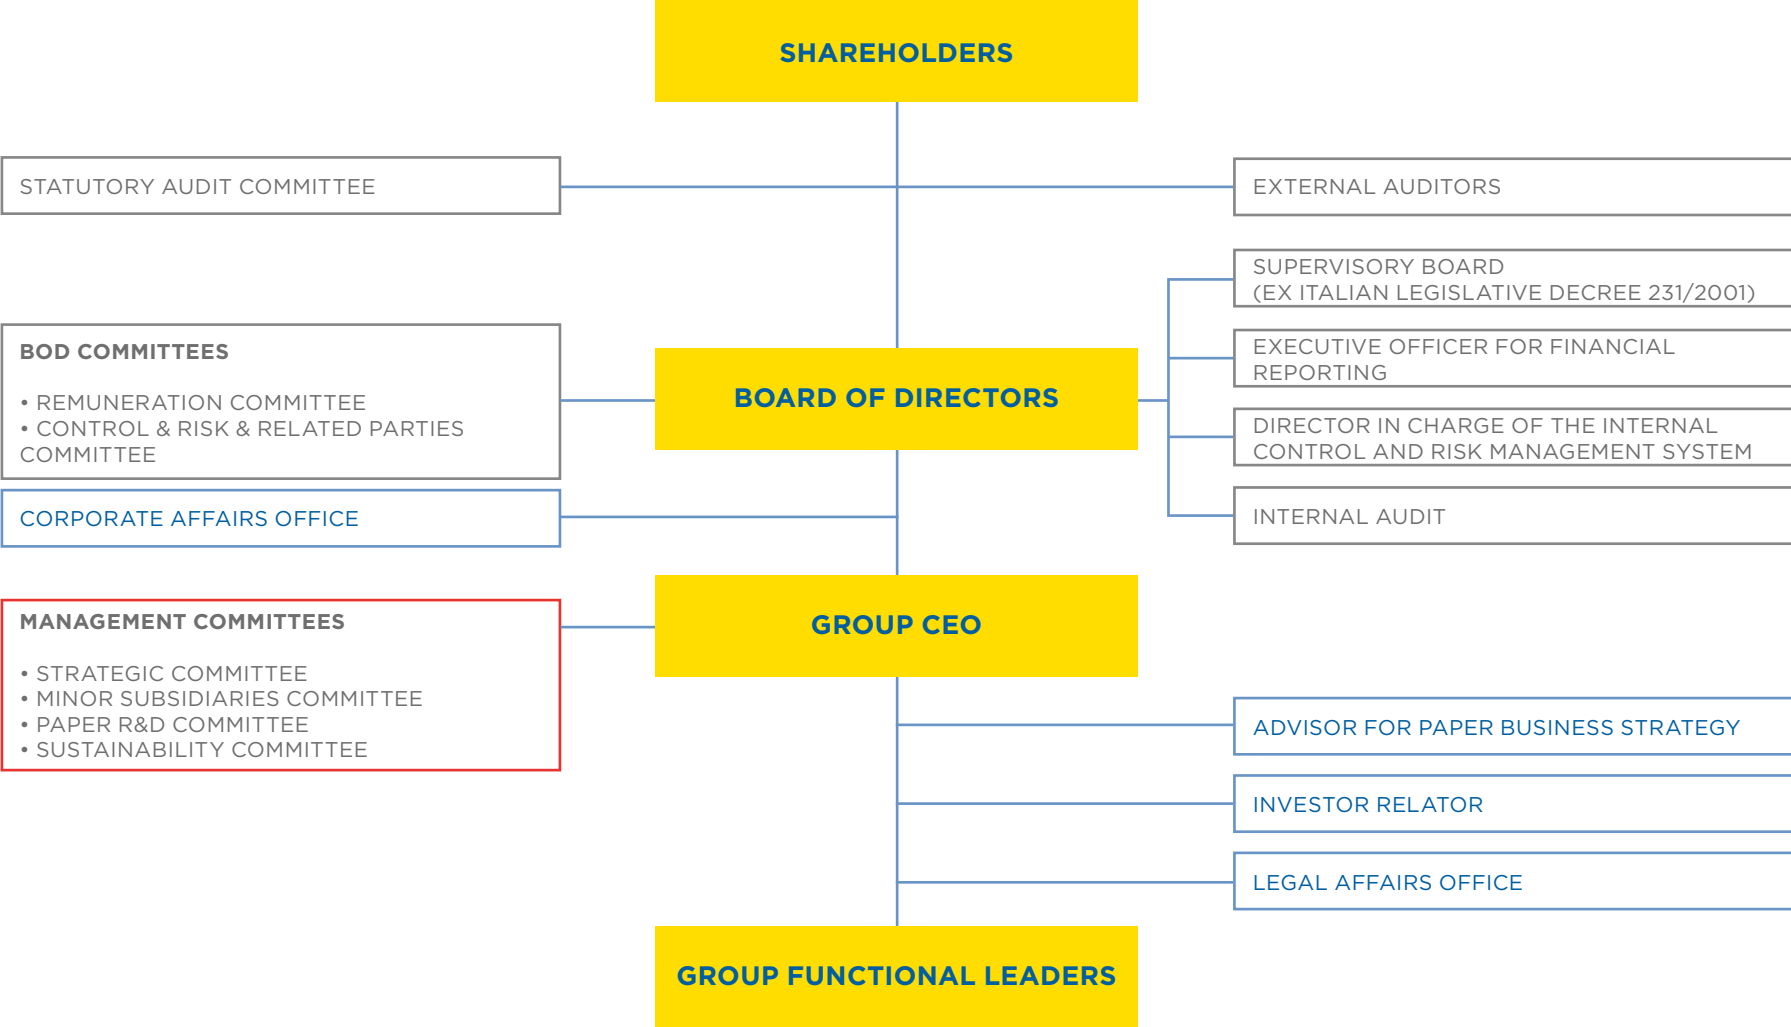 SHAREHOLDERS
STATUTORY AUDIT COMMITTEE
EXTERNAL AUDITORS
SUPERVISORY BOARD
(EX ITALIAN LEGISLATIVE DECREE 231/2001)
EXECUTIVE OFFICER FOR FINANCIAL
REPORTING
DIRECTOR IN CHARGE OF THE INTERNAL
CONTROL AND RISK MANAGEMENT SYSTEM
INTERNAL AUDIT
BOD COMMITTEES
• REMUNERATION COMMITTEE
• CONTROL & RISK & RELATED PARTIES
COMMITTEE
BOARD OF DIRECTORS
CORPORATE AFFAIRS OFFICE
MANAGEMENT COMMITTEES
• STRATEGIC COMMITTEE
• MINOR SUBSIDIARIES COMMITTEE
• PAPER R&D COMMITTEE
• SUSTAINABILITY COMMITTEE
GROUP CEO
ADVISOR FOR PAPER BUSINESS STRATEGY
INVESTOR RELATOR
LEGAL AFFAIRS OFFICE
GROUP FUNCTIONAL LEADERS